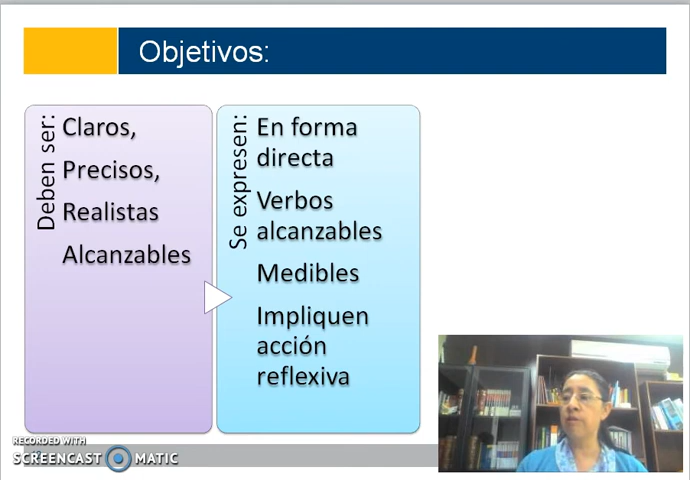 Objetivos:
Deben ser:
Claros,
Precisos,
Realistas
Alcanzables
Se expresen:
En forma
directa
Verbos
alcanzables
Medibles
Impliquen
acción
reflexiva
RECORDED WITH
SCREENCAST MATIC